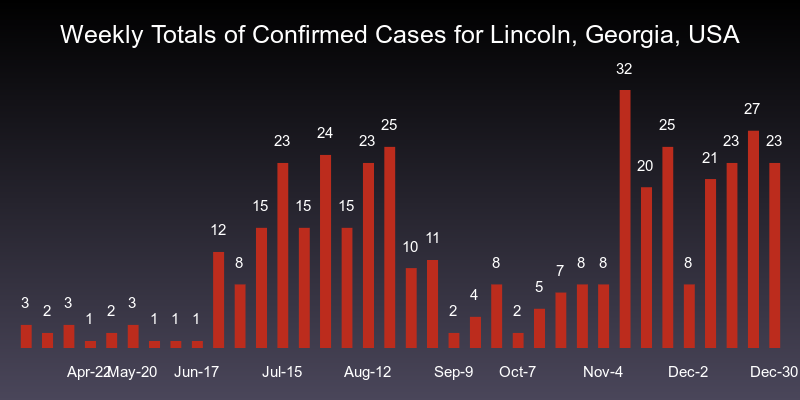 Weekly Totals of Confirmed Cases for Lincoln, Georgia, USA
3 2 3 1 2 3 1 1 1 12 8 15 23 15 24 15 23 25 10 11 2 4 8 2 5 7 8 8 32 20 25 8 21 23 27 23
Apr-22 May-20 Jun-17 Jul-15 Aug-12 Sep-9 Oct-7 Nov-4 Dec-2 Dec-30